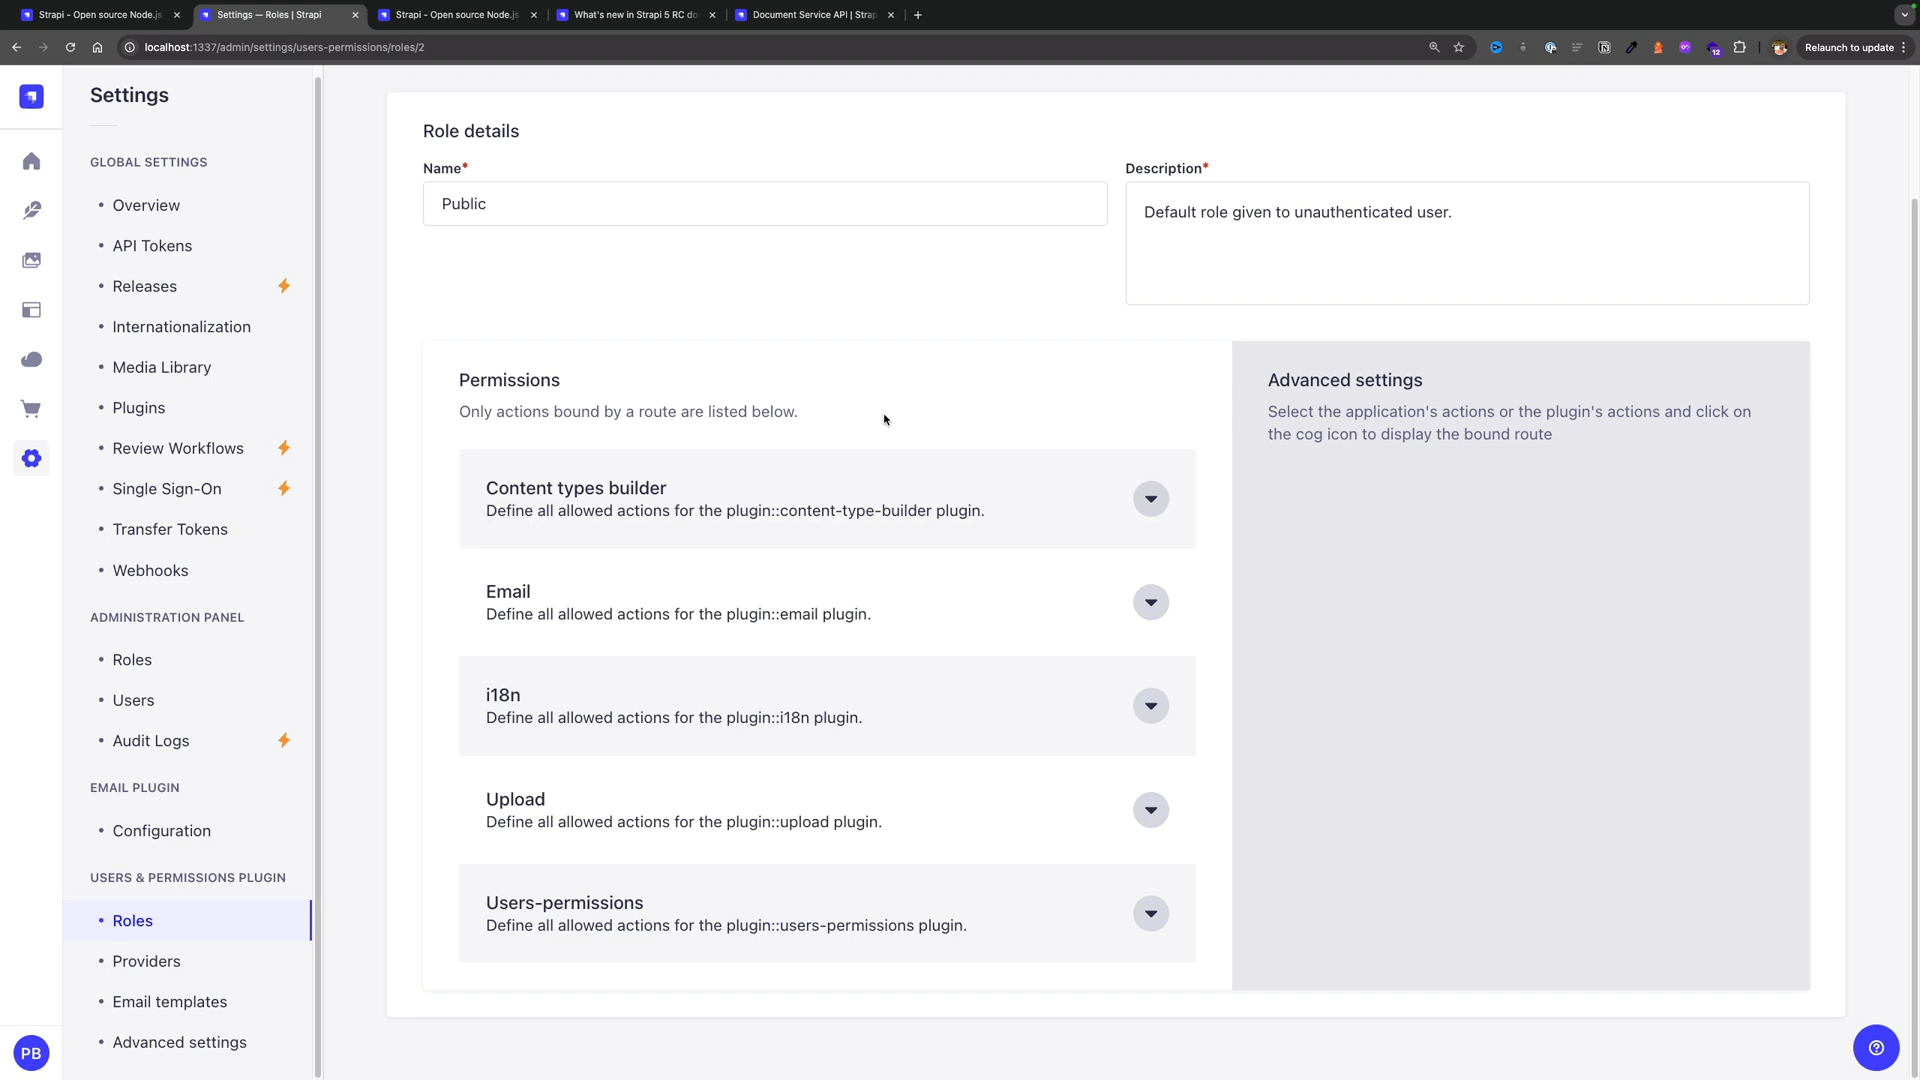 Strapi - Open source Node.js
Settings — Roles | Strapi
Strapi - Open source Node.js
What's new in Strapi 5 RC do
Document Service API | Strap
localhost:1337/admin/settings/users-permissions/roles/2
12
Relaunch to update
Settings
GLOBAL SETTINGS
Overview
API Tokens
Releases
Internationalization
Media Library
Plugins
Review Workflows
Single Sign-On
Transfer Tokens
Webhooks
ADMINISTRATION PANEL
Roles
Users
Audit Logs
EMAIL PLUGIN
Configuration
USERS & PERMISSIONS PLUGIN
Roles
Providers
Email templates
Advanced settings
PB
Role details
Name*
Public
Description*
Default role given to unauthenticated user.
Permissions
Only actions bound by a route are listed below.
Content types builder
Define all allowed actions for the plugin::content-type-builder plugin.
Email
Define all allowed actions for the plugin::email plugin.
i18n
Define all allowed actions for the plugin::i18n plugin.
Upload
Define all allowed actions for the plugin::upload plugin.
Users-permissions
Define all allowed actions for the plugin::users-permissions plugin.
Advanced settings
Select the application's actions or the plugin's actions and click on
the cog icon to display the bound route